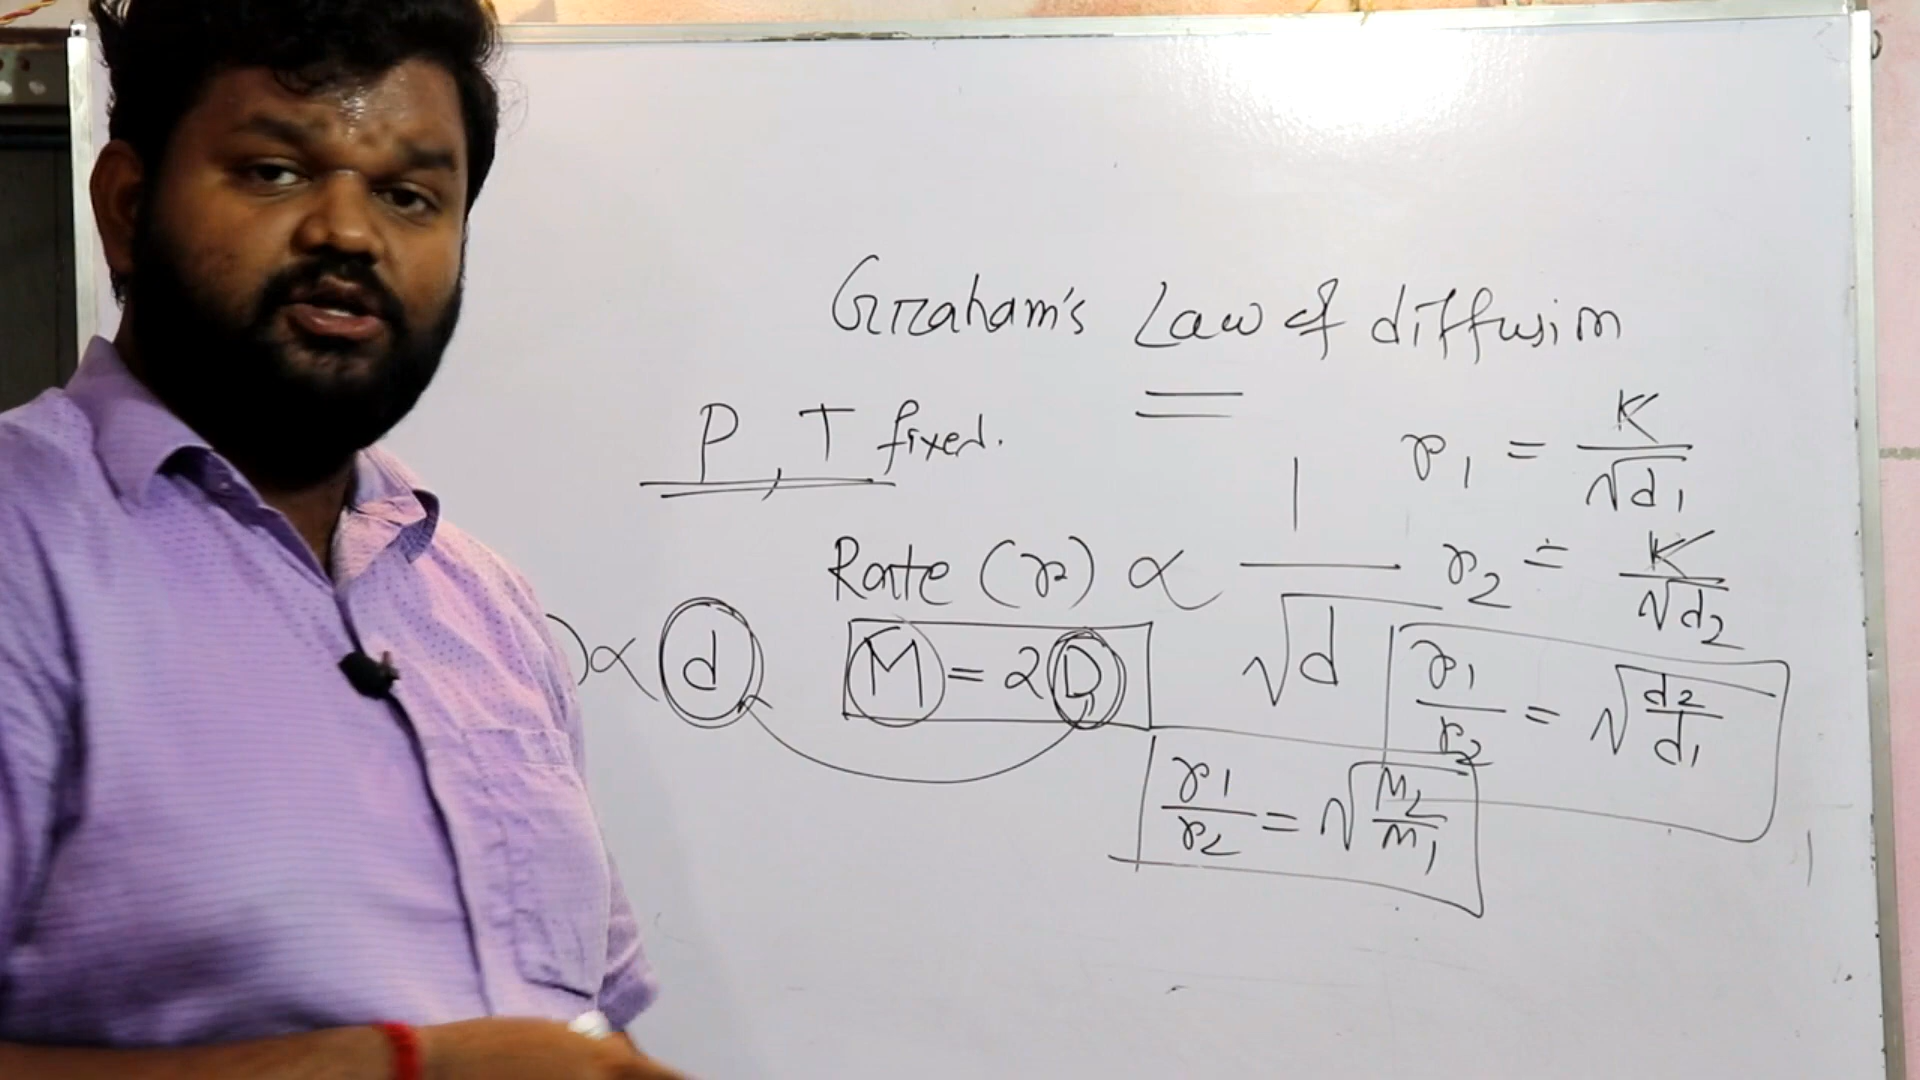 Graham's Law of diffusion
P, T fixed.
r1 = K/√d1
Rate (r) ∝ 1/√d
r2 = K/√d2
) ∝ d
M = 2D
r1/r2 = √d2/d1
r1/r2 = √M2/M1